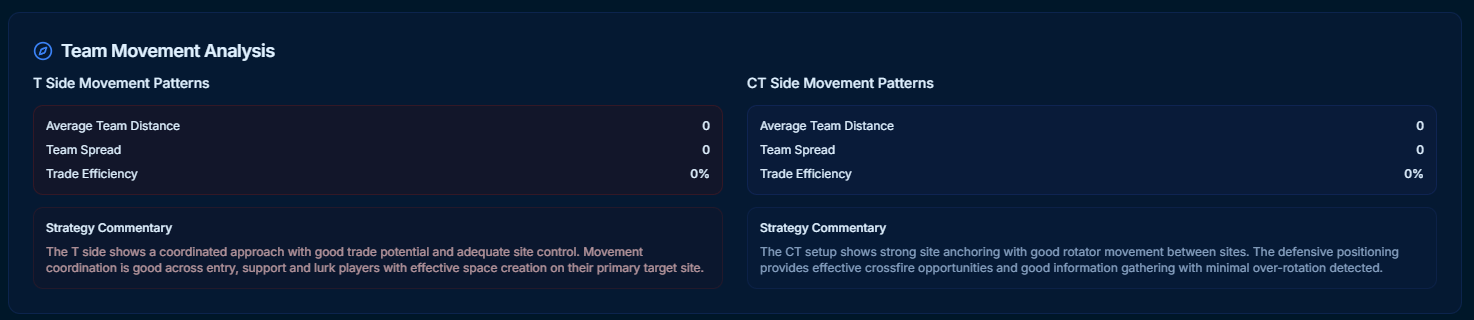 Team Movement Analysis
T Side Movement Patterns
Average Team Distance 0
Team Spread 0
Trade Efficiency 0%
Strategy Commentary
The T side shows a coordinated approach with good trade potential and adequate site control. Movement
coordination is good across entry, support and lurk players with effective space creation on their primary target site.
CT Side Movement Patterns
Average Team Distance 0
Team Spread 0
Trade Efficiency 0%
Strategy Commentary
The CT setup shows strong site anchoring with good rotator movement between sites. The defensive positioning
provides effective crossfire opportunities and good information gathering with minimal over-rotation detected.